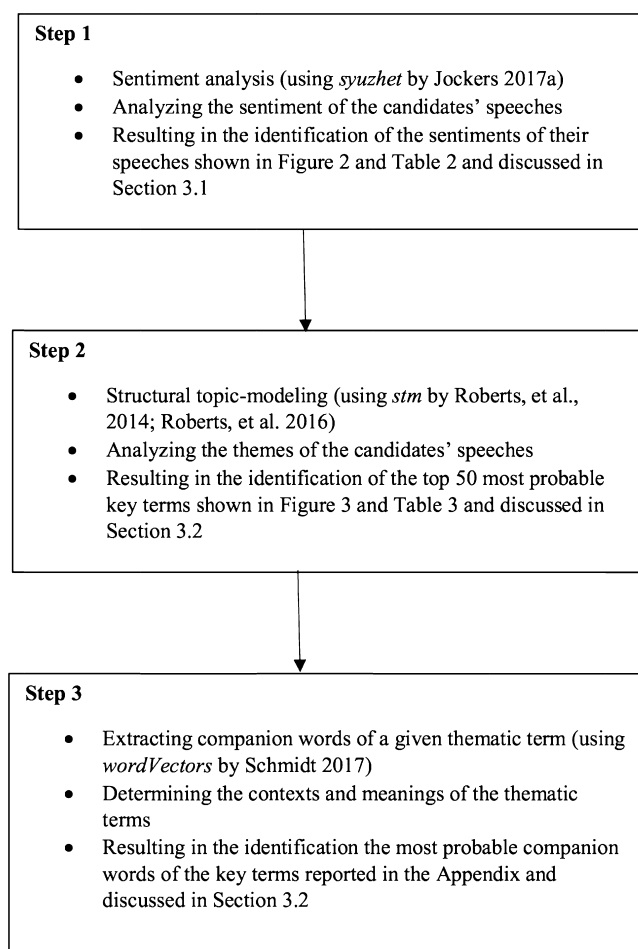 Step 1
• Sentiment analysis (using syuzhet by Jockers 2017a)
• Analyzing the sentiment of the candidates' speeches
• Resulting in the identification of the sentiments of their
speeches shown in Figure 2 and Table 2 and discussed in
Section 3.1
Step 2
• Structural topic-modeling (using stm by Roberts, et al.,
2014; Roberts, et al. 2016)
• Analyzing the themes of the candidates' speeches
• Resulting in the identification of the top 50 most probable
key terms shown in Figure 3 and Table 3 and discussed in
Section 3.2
Step 3
• Extracting companion words of a given thematic term (using
wordVectors by Schmidt 2017)
• Determining the contexts and meanings of the thematic
terms
• Resulting in the identification the most probable companion
words of the key terms reported in the Appendix and
discussed in Section 3.2